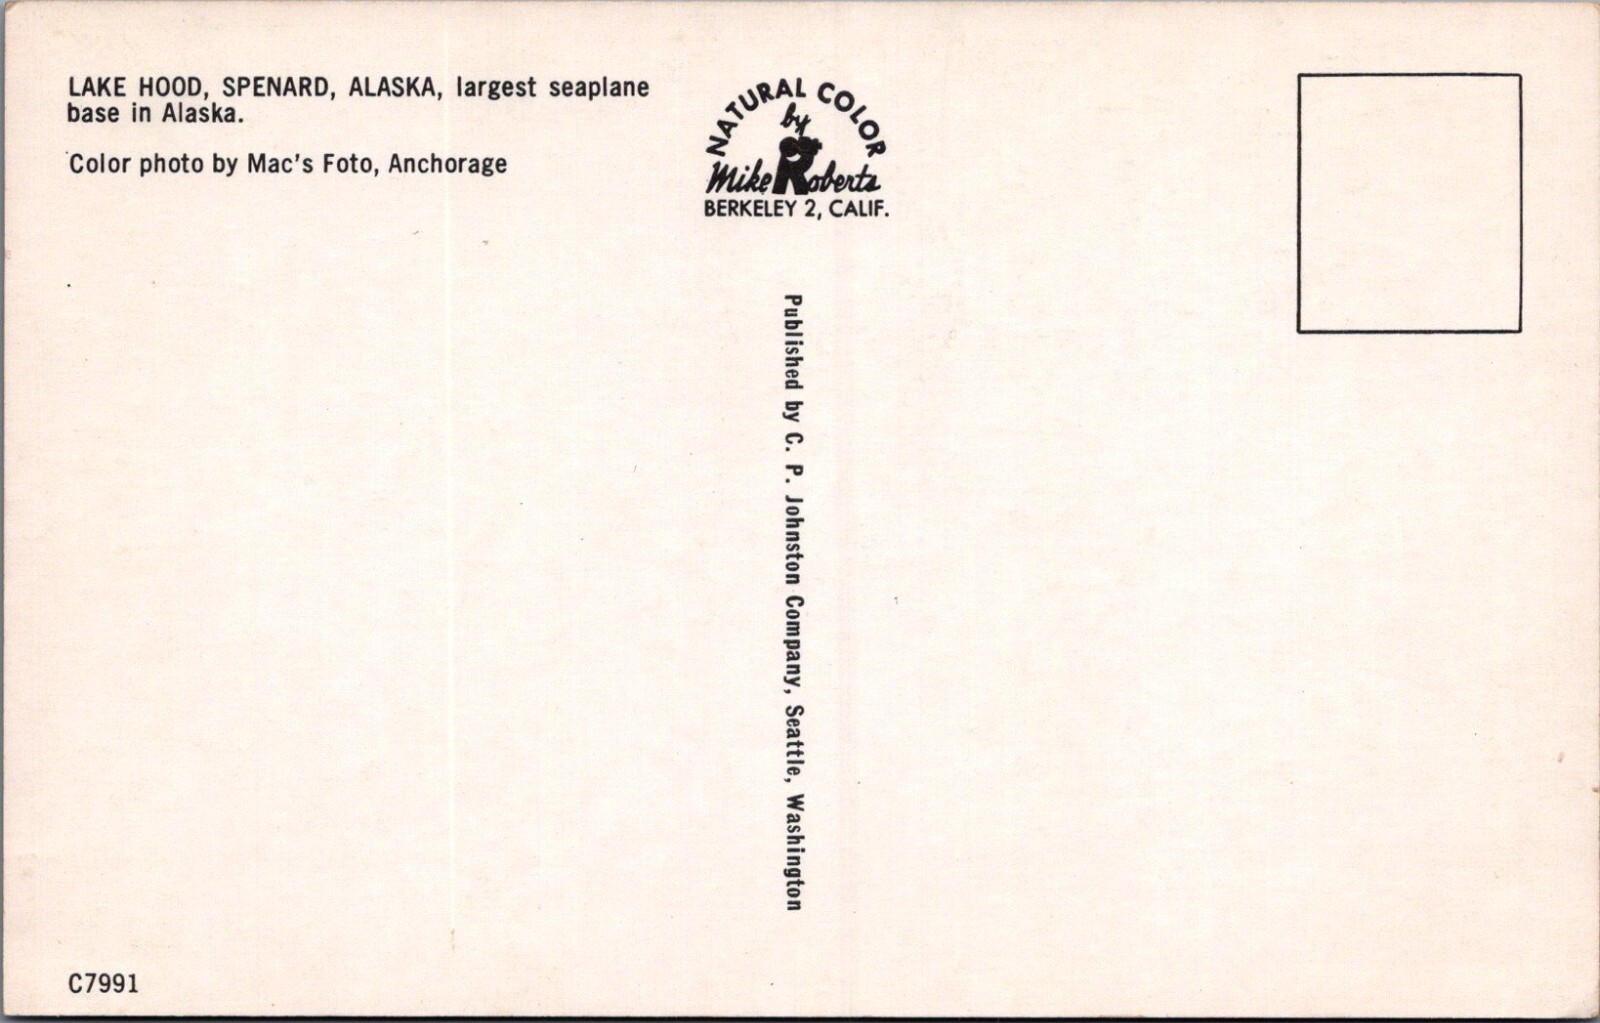 LAKE HOOD, SPENARD, ALASKA, largest seaplane
base in Alaska.
Color photo by Mac's Foto, Anchorage
NATURAL COLOR
by
Mike Roberts
BERKELEY 2, CALIF.
Published by C. P. Johnston Company, Seattle, Washington
C7991